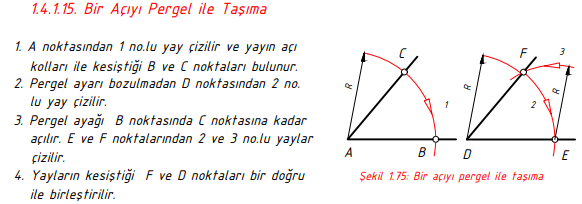 1.4.1.15. Bir Açıyı Pergel ile Taşıma
1. A noktasından 1 no.lu yay çizilir ve yayın açı
kolları ile kesiştiği B ve C noktaları bulunur.
2. Pergel ayarı bozulmadan D noktasından 2 no.
lu yay çizilir.
3. Pergel ayağı B noktasında C noktasına kadar
açılır. E ve F noktalarından 2 ve 3 no.lu yaylar
çizilir.
4. Yayların kesiştiği F ve D noktaları bir doğru
ile birleştirilir.
C
R
1
A
B
F
3
R
2
R
D
E
Şekil 1.75: Bir açıyı pergel ile taşıma